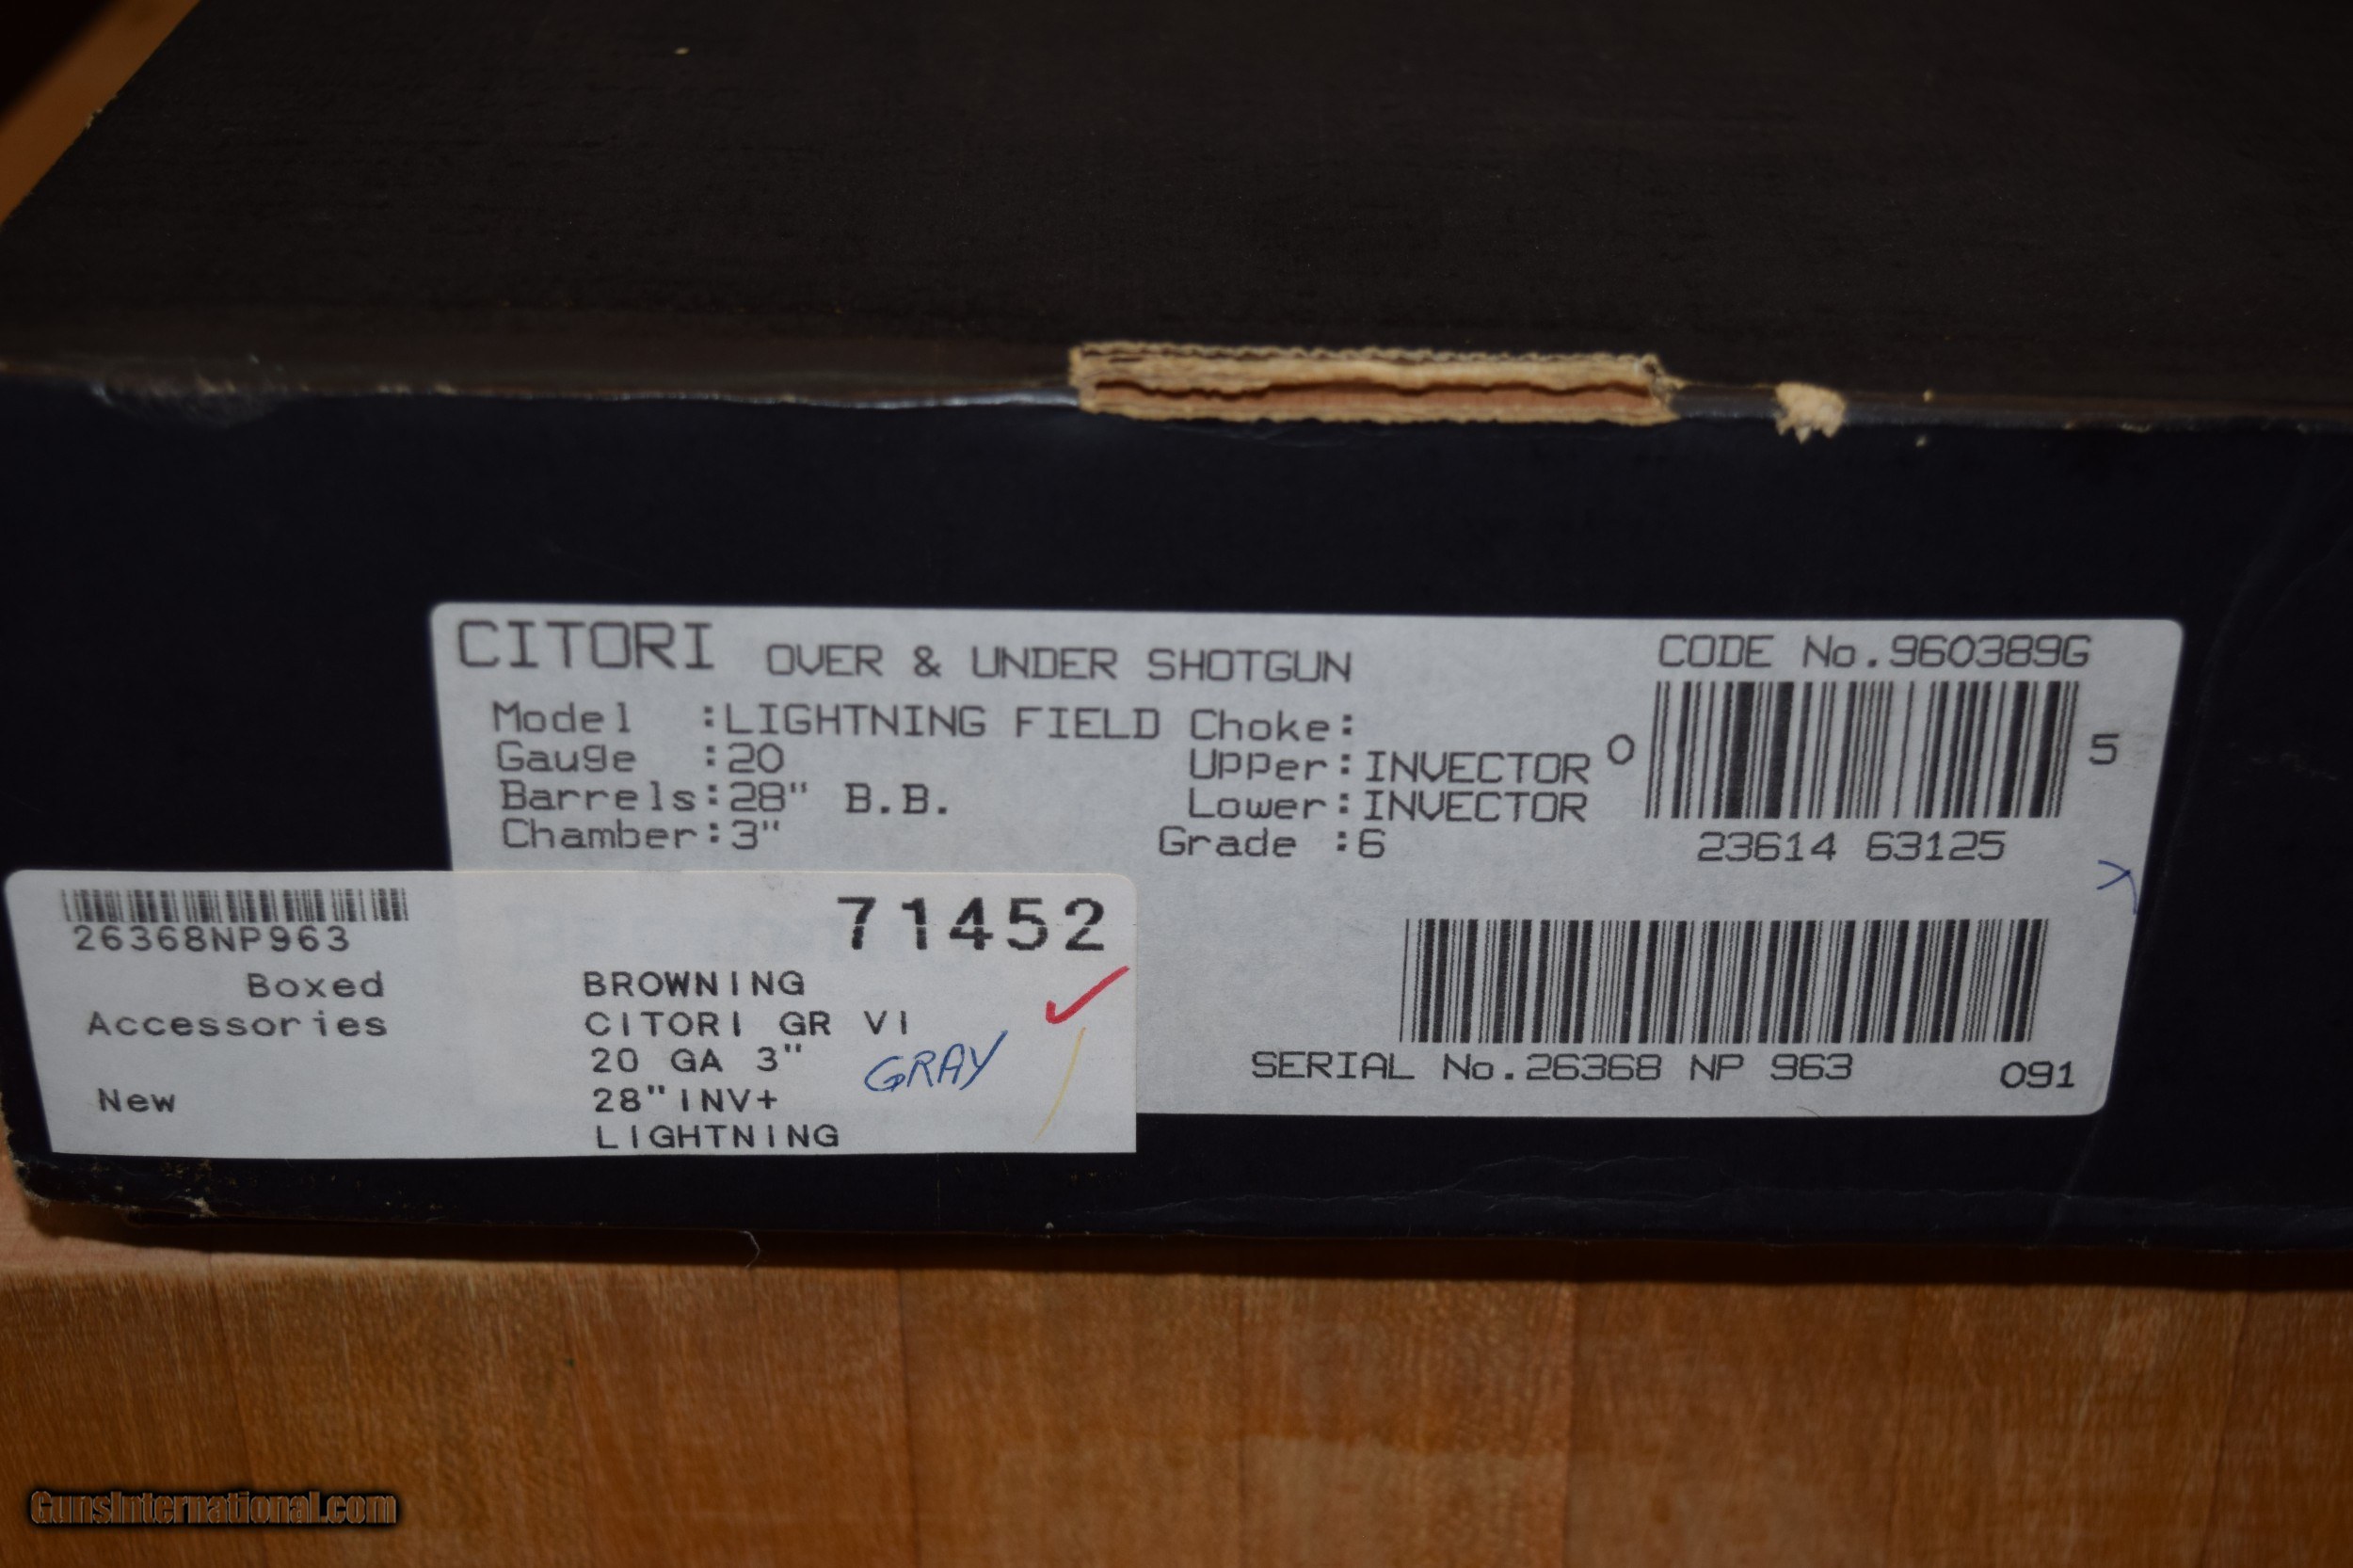 CITORI OVER & UNDER SHOTGUN
CODE No.960389G
Model :LIGHTNING FIELD Choke:
Gauge :20
Upper:INVECTOR
Barrels:28" B.B.
Lower:INVECTOR
Chamber:3"
Grade :6
0 5
23614 63125
SERIAL No.26368 NP 963
091
26368NP963
71452
Boxed
Accessories
New
BROWNING
CITORI GR VI
20 GA 3"
GRAY
28"INV+
LIGHTNING
GunsInternational.com